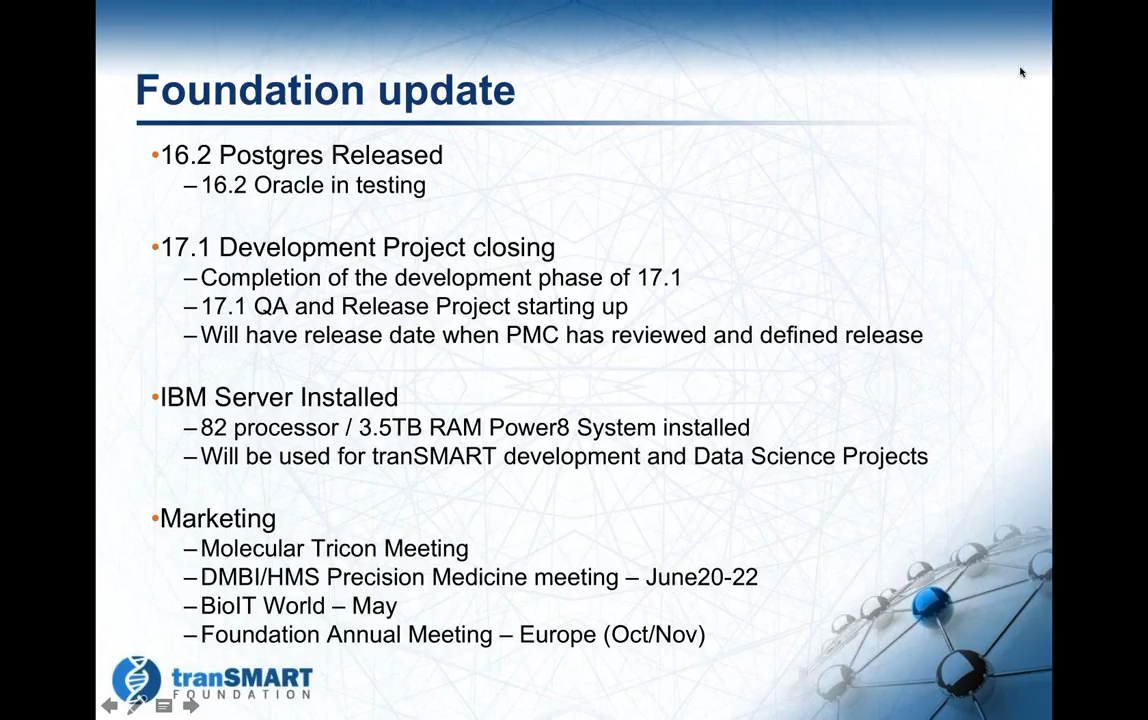 Foundation update
•16.2 Postgres Released
–16.2 Oracle in testing
•17.1 Development Project closing
–Completion of the development phase of 17.1
–17.1 QA and Release Project starting up
–Will have release date when PMC has reviewed and defined release
•IBM Server Installed
–82 processor / 3.5TB RAM Power8 System installed
–Will be used for tranSMART development and Data Science Projects
•Marketing
–Molecular Tricon Meeting
–DMBI/HMS Precision Medicine meeting – June20-22
–BioIT World – May
–Foundation Annual Meeting – Europe (Oct/Nov)
tranSMART
FOUNDATION